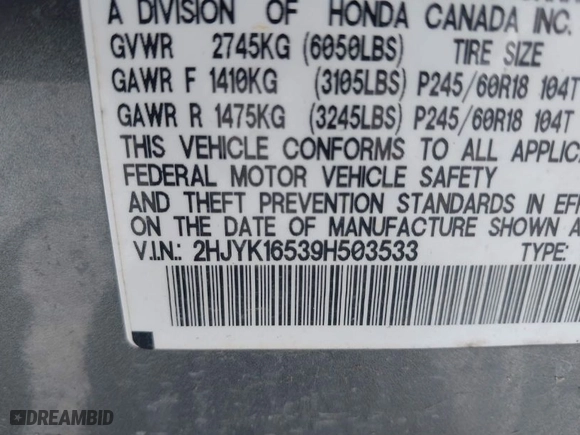 A DIVISION OF HONDA CANADA INC.
GVWR 2745KG (6050LBS) TIRE SIZE
GAWR F 1410KG (3105LBS) P245/60R18 104T
GAWR R 1475KG (3245LBS) P245/60R18 104T
THIS VEHICLE CONFORMS TO ALL APPLIC
FEDERAL MOTOR VEHICLE SAFETY
AND THEFT PREVENTION STANDARDS IN EFF
ON THE DATE OF MANUFACTURE SHOWN A
V.I.N.: 2HJYK16539H503533 TYPE:
DREAMBID